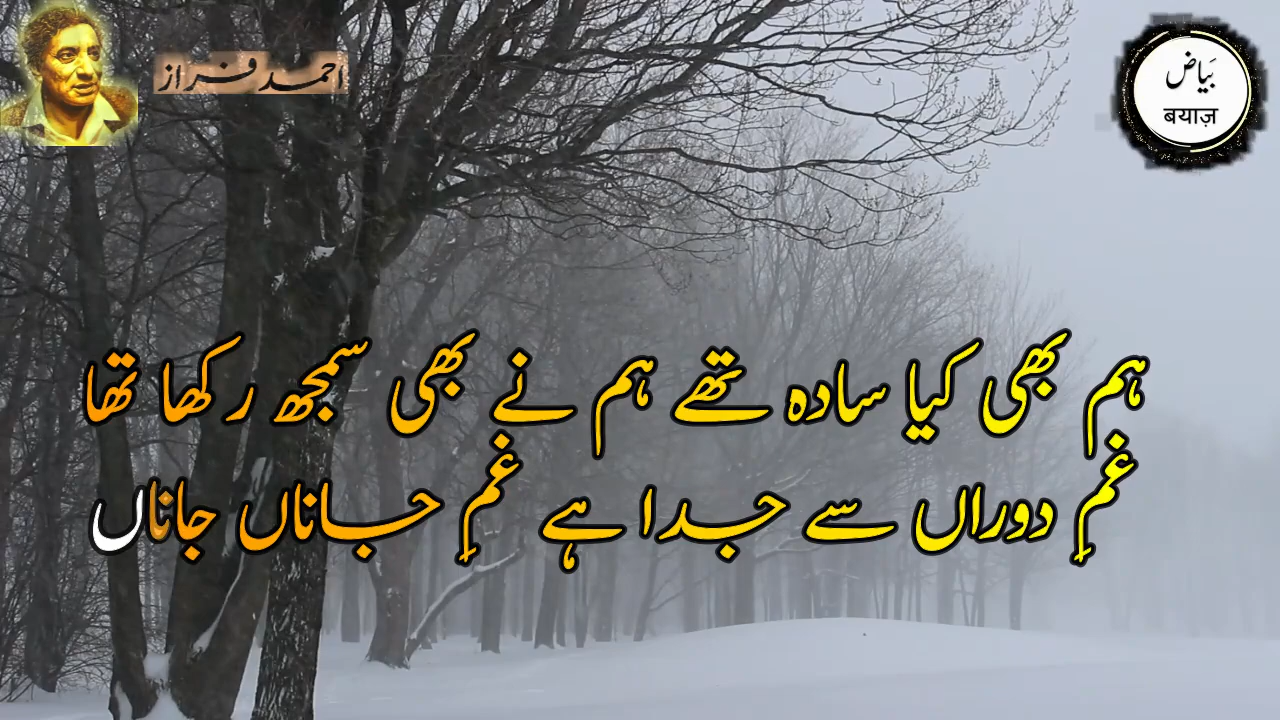 احمد فراز
بَیاض
बयाज़
ہم بھی کیا سادہ تھے ہم نے بھی سمجھ رکھا تھا
غمِ دوراں سے جدا ہے غمِ جاناں جاناں